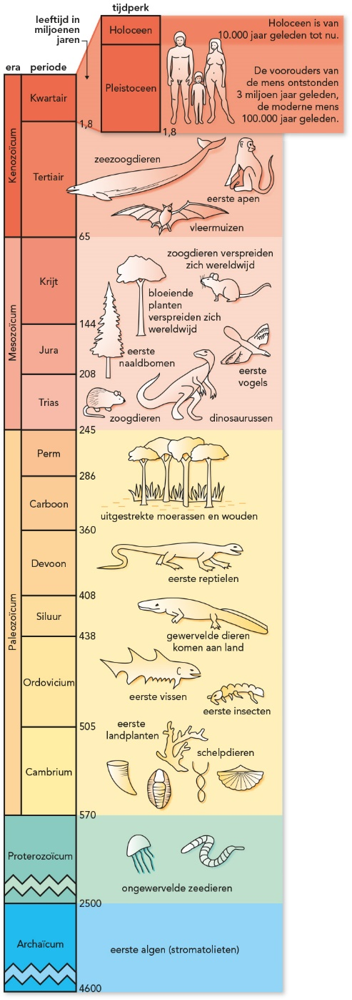 tijdperk
leeftijd in
miljoenen
jaren
era
periode
Holoceen
Holoceen is van
10.000 jaar geleden tot nu.
Pleistoceen
De voorouders van
de mens ontstonden
3 miljoen jaar geleden,
de moderne mens
100.000 jaar geleden.
Kwartair
1,8
1,8
Kenozoïcum
Tertiair
zeezoogdieren
eerste apen
vleermuizen
65
Mesozoïcum
Krijt
zoogdieren verspreiden
zich wereldwijd
bloeiende
planten
verspreiden zich
wereldwijd
144
Jura
eerste
naaldbomen
eerste
vogels
208
Trias
zoogdieren
dinosaurussen
245
Paleozoïcum
Perm
286
Carboon
uitgestrekte moerassen en wouden
360
Devoon
eerste reptielen
408
Siluur
gewervelde dieren
komen aan land
438
Ordovicium
eerste vissen
eerste insecten
505
eerste
landplanten
schelpdieren
Cambrium
570
Proterozoïcum
ongewervelde zeedieren
2500
Archaïcum
eerste algen (stromatolieten)
4600